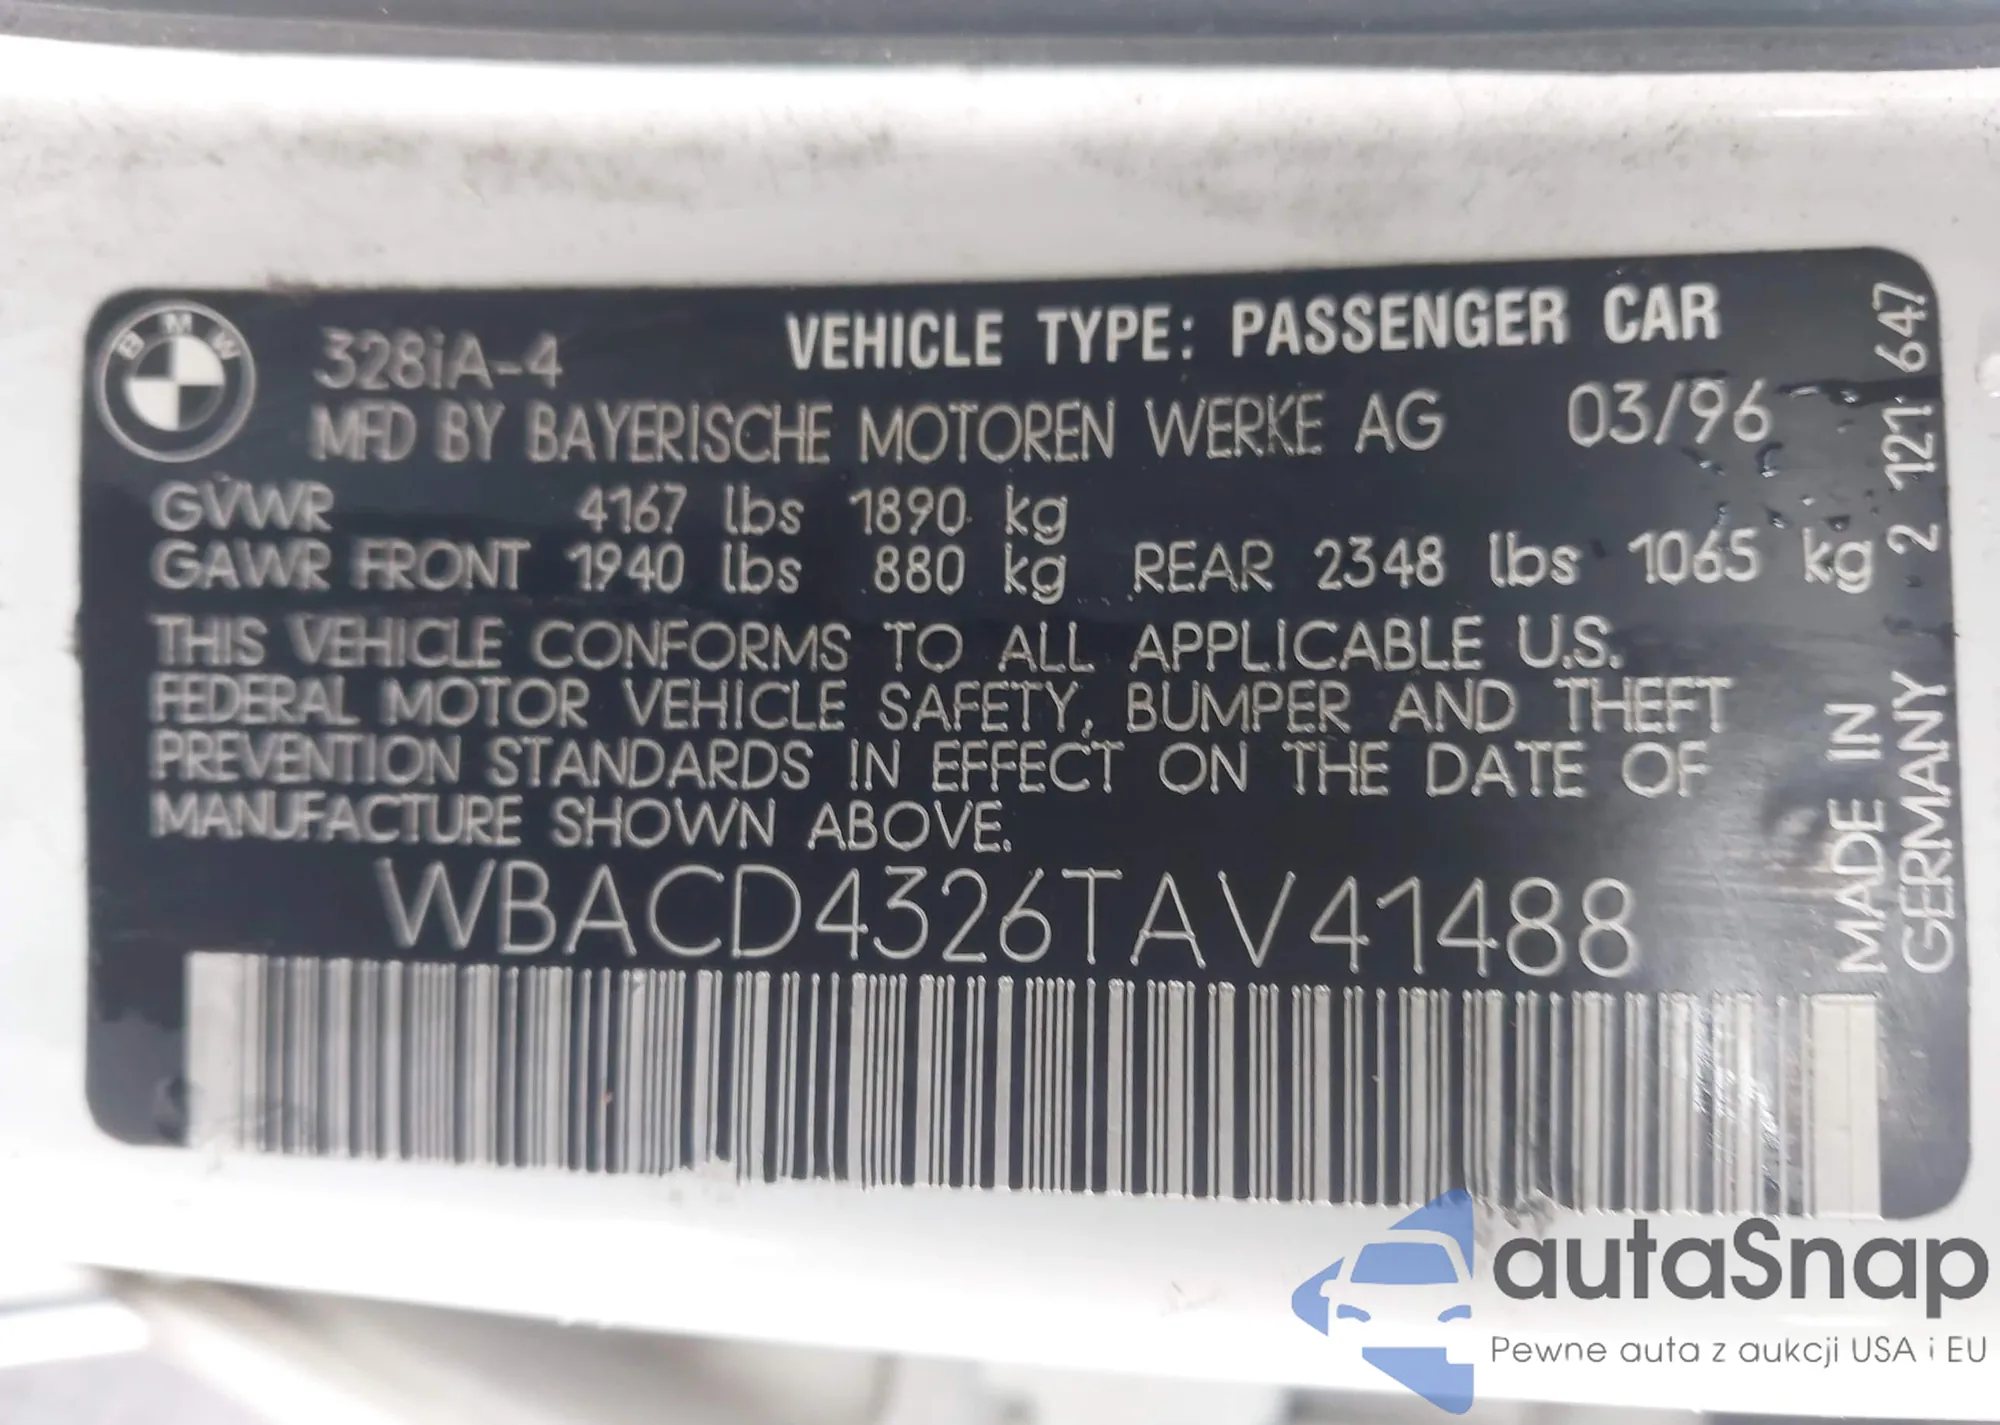 BMW
328iA-4
VEHICLE TYPE: PASSENGER CAR
MFD BY BAYERISCHE MOTOREN WERKE AG 03/96
GVWR 4167 lbs 1890 kg
GAWR FRONT 1940 lbs 880 kg REAR 2348 lbs 1065 kg
THIS VEHICLE CONFORMS TO ALL APPLICABLE U.S.
FEDERAL MOTOR VEHICLE SAFETY, BUMPER AND THEFT
PREVENTION STANDARDS IN EFFECT ON THE DATE OF
MANUFACTURE SHOWN ABOVE.
WBACD4326TAV41488
MADE IN
GERMANY 2 121 647
autaSnap
Pewne auta z aukcji USA i EU